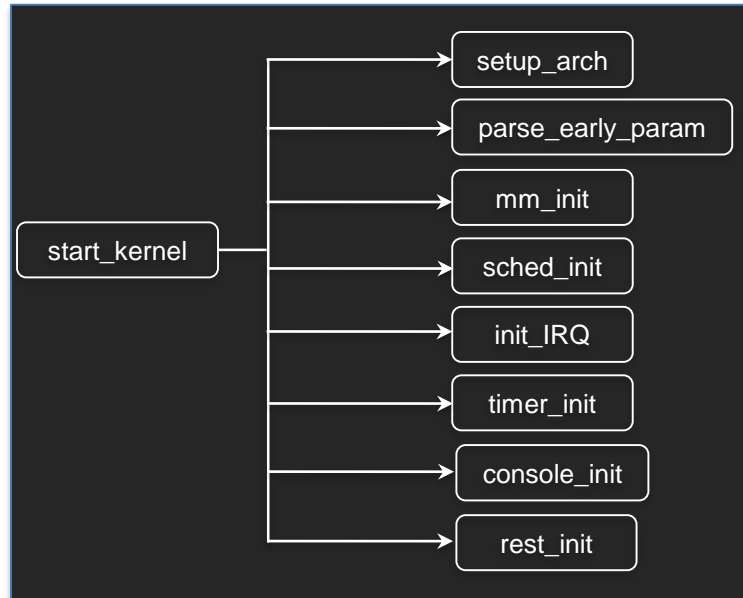 setup_arch
parse_early_param
mm_init
start_kernel
sched_init
init_IRQ
timer_init
console_init
rest_init